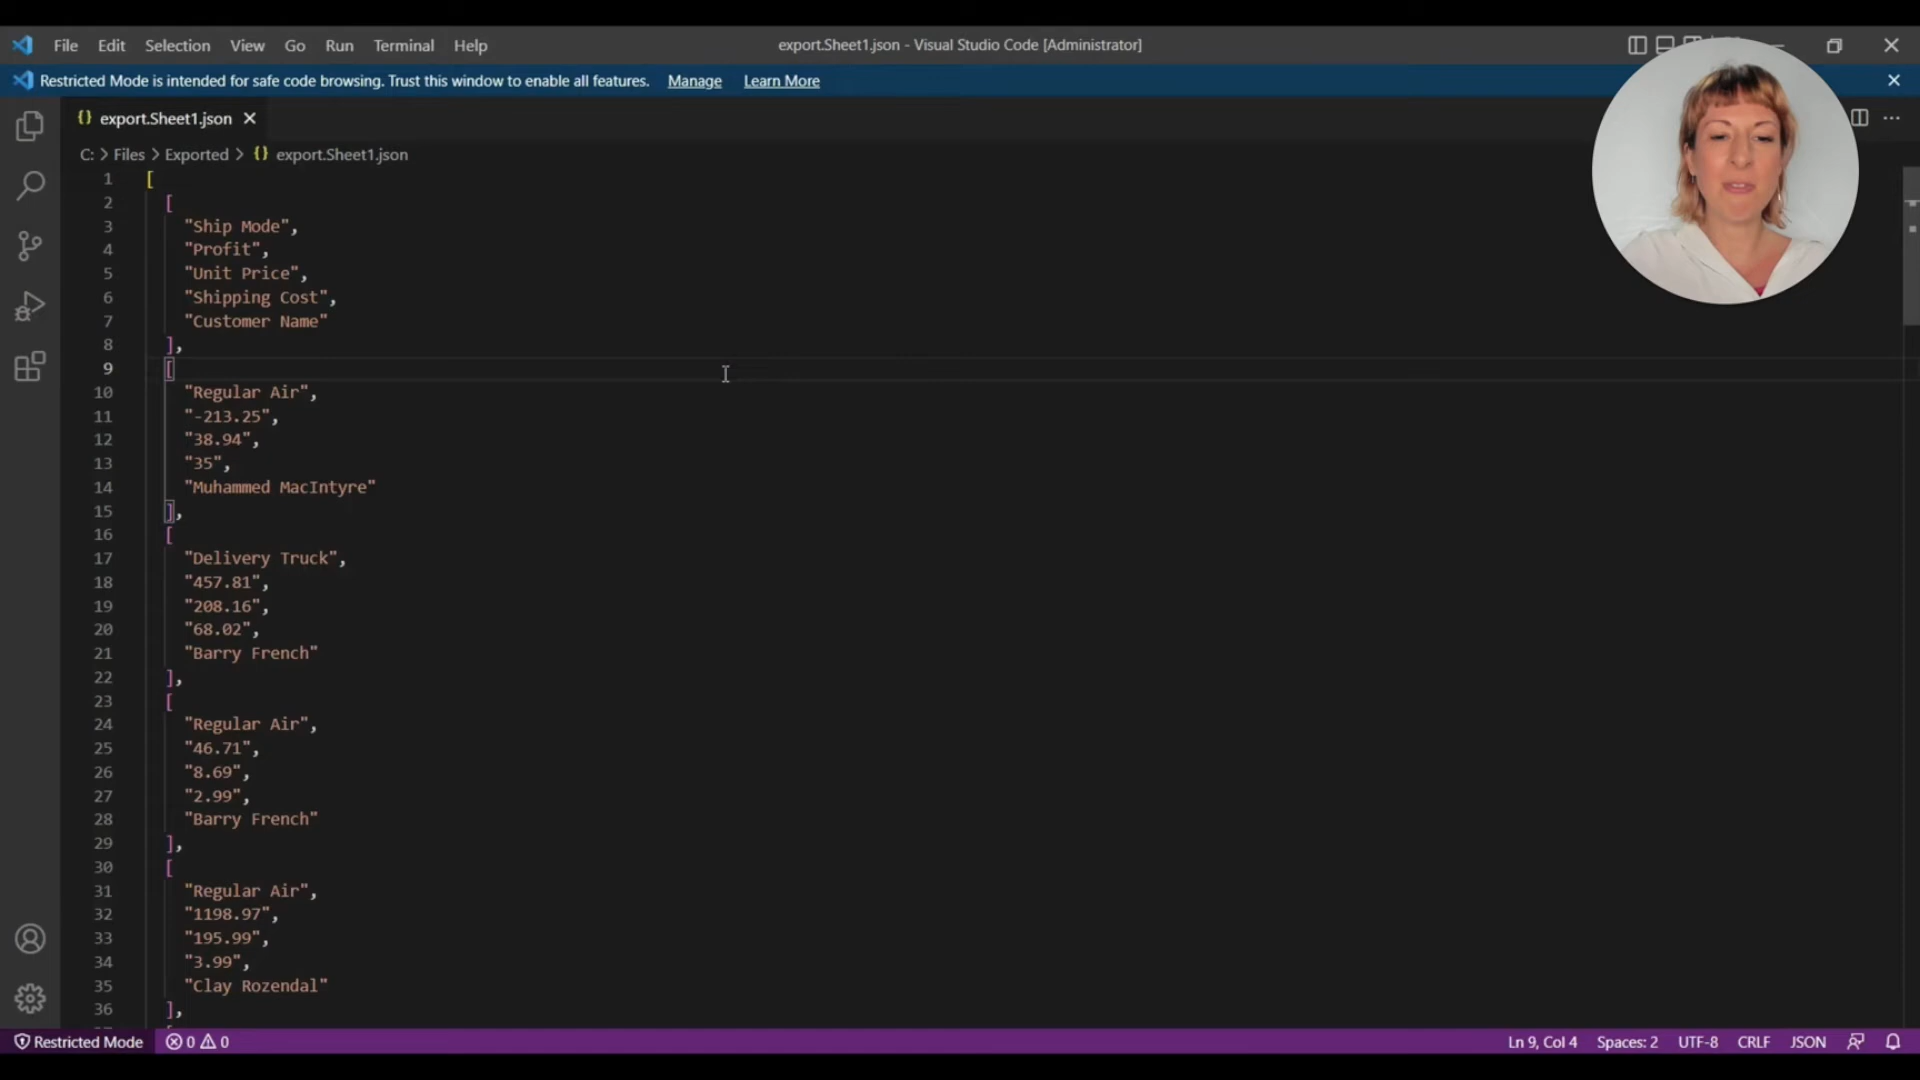 File Edit Selection View Go Run Terminal Help export.Sheet1.json - Visual Studio Code [Administrator]
Restricted Mode is intended for safe code browsing. Trust this window to enable all features. Manage Learn More
{} export.Sheet1.json
C: > Files > Exported > {} export.Sheet1.json
1 [
2 [
3 "Ship Mode",
4 "Profit",
5 "Unit Price",
6 "Shipping Cost",
7 "Customer Name"
8 ],
9 [
10 "Regular Air",
11 "-213.25",
12 "38.94",
13 "35",
14 "Muhammed MacIntyre"
15 ],
16 [
17 "Delivery Truck",
18 "457.81",
19 "208.16",
20 "68.02",
21 "Barry French"
22 ],
23 [
24 "Regular Air",
25 "46.71",
26 "8.69",
27 "2.99",
28 "Barry French"
29 ],
30 [
31 "Regular Air",
32 "1198.97",
33 "195.99",
34 "3.99",
35 "Clay Rozendal"
36 ],
Restricted Mode 0 0 Ln 9, Col 4 Spaces: 2 UTF-8 CRLF JSON